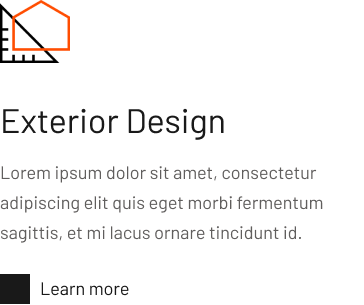 Exterior Design
Lorem ipsum dolor sit amet, consectetur
adipiscing elit quis eget morbi fermentum
sagittis, et mi lacus ornare tincidunt id.
Learn more